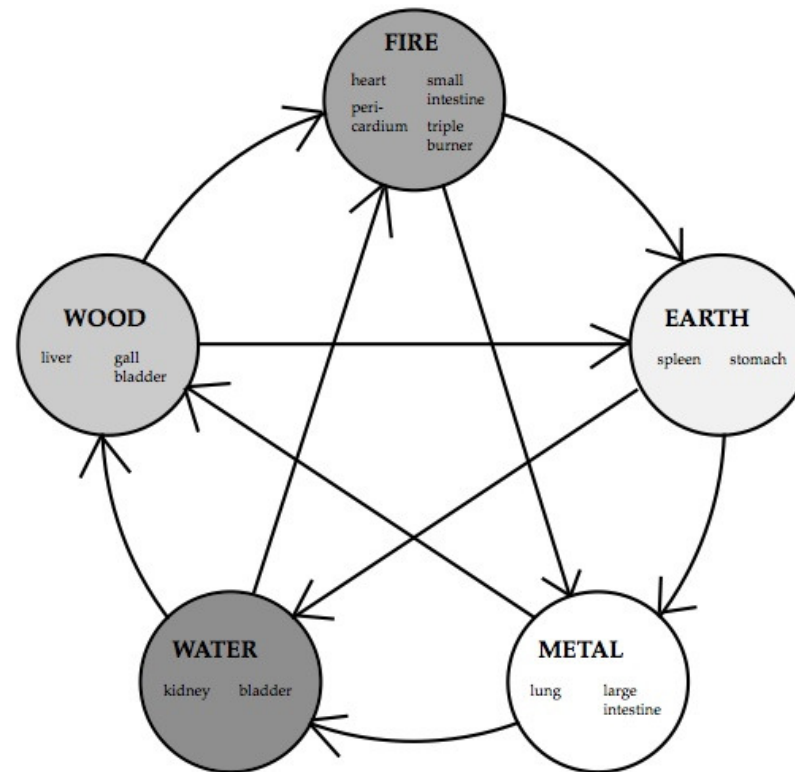 FIRE
heart small
intestine
peri-
cardium triple
burner
WOOD
liver gall
bladder
EARTH
spleen stomach
WATER
kidney bladder
METAL
lung large
intestine